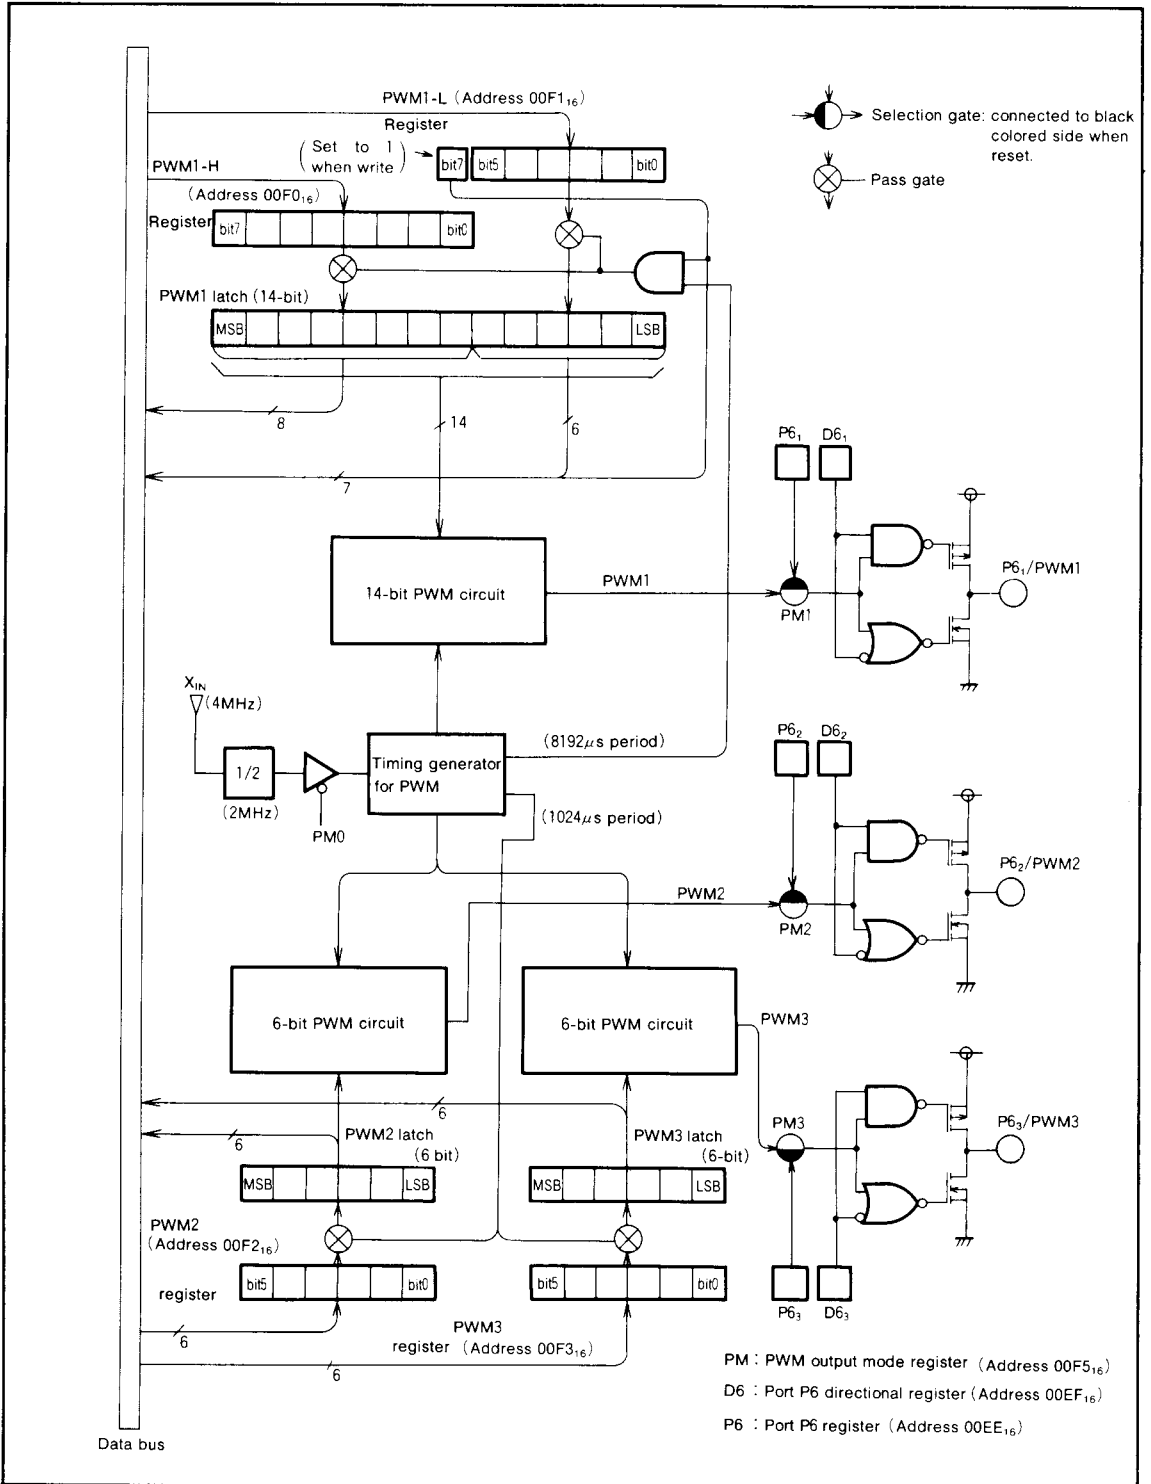 PWM1-L (Address 00F1₁₆)
Register
(Set to 1 when write)
bit7
bit5
bit0
Selection gate: connected to black
colored side when
reset.
Pass gate
PWM1-H
(Address 00F0₁₆)
Register
bit7
bit0
PWM1 latch (14-bit)
MSB
LSB
8
14
6
7
P6₁
D6₁
14-bit PWM circuit
PWM1
PM1
P6₁/PWM1
X_IN
(4MHz)
1/2
(2MHz)
PM0
Timing generator
for PWM
(8192μs period)
(1024μs period)
P6₂
D6₂
PWM2
PM2
P6₂/PWM2
6-bit PWM circuit
6-bit PWM circuit
PWM3
PM3
P6₃/PWM3
6
6
PWM2 latch
(6 bit)
PWM3 latch
(6-bit)
MSB
LSB
MSB
LSB
PWM2
(Address 00F2₁₆)
register
bit5
bit0
bit5
bit0
6
PWM3
register (Address 00F3₁₆)
6
P6₃
D6₃
PM : PWM output mode register (Address 00F5₁₆)
D6 : Port P6 directional register (Address 00EF₁₆)
P6 : Port P6 register (Address 00EE₁₆)
Data bus